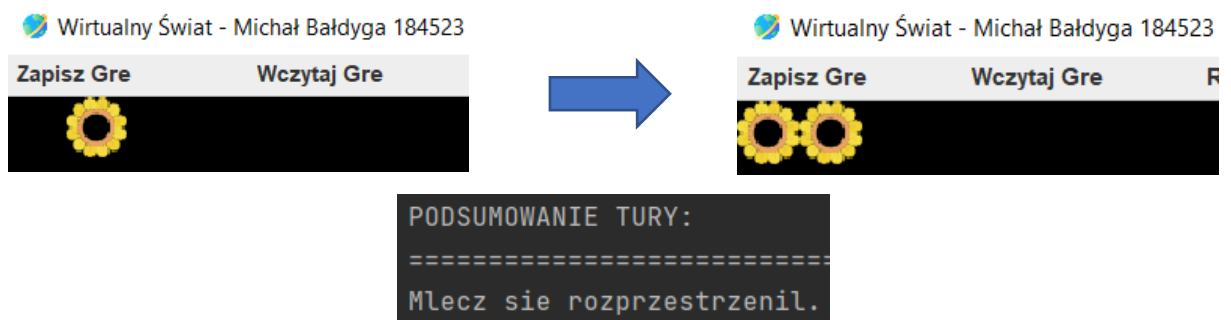 Wirtualny Świat - Michał Bałdyga 184523
Zapisz Gre Wczytaj Gre
Wirtualny Świat - Michał Bałdyga 184523
Zapisz Gre Wczytaj Gre R
PODSUMOWANIE TURY:
===========================
Mlecz sie rozprzestrzenil.